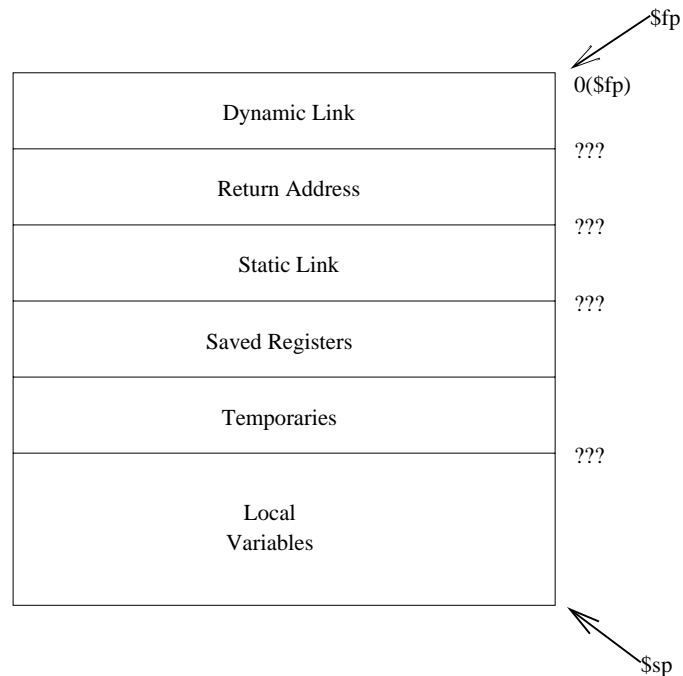 $fp
0($fp)
Dynamic Link
???
Return Address
???
Static Link
???
Saved Registers
Temporaries
???
Local
Variables
$sp